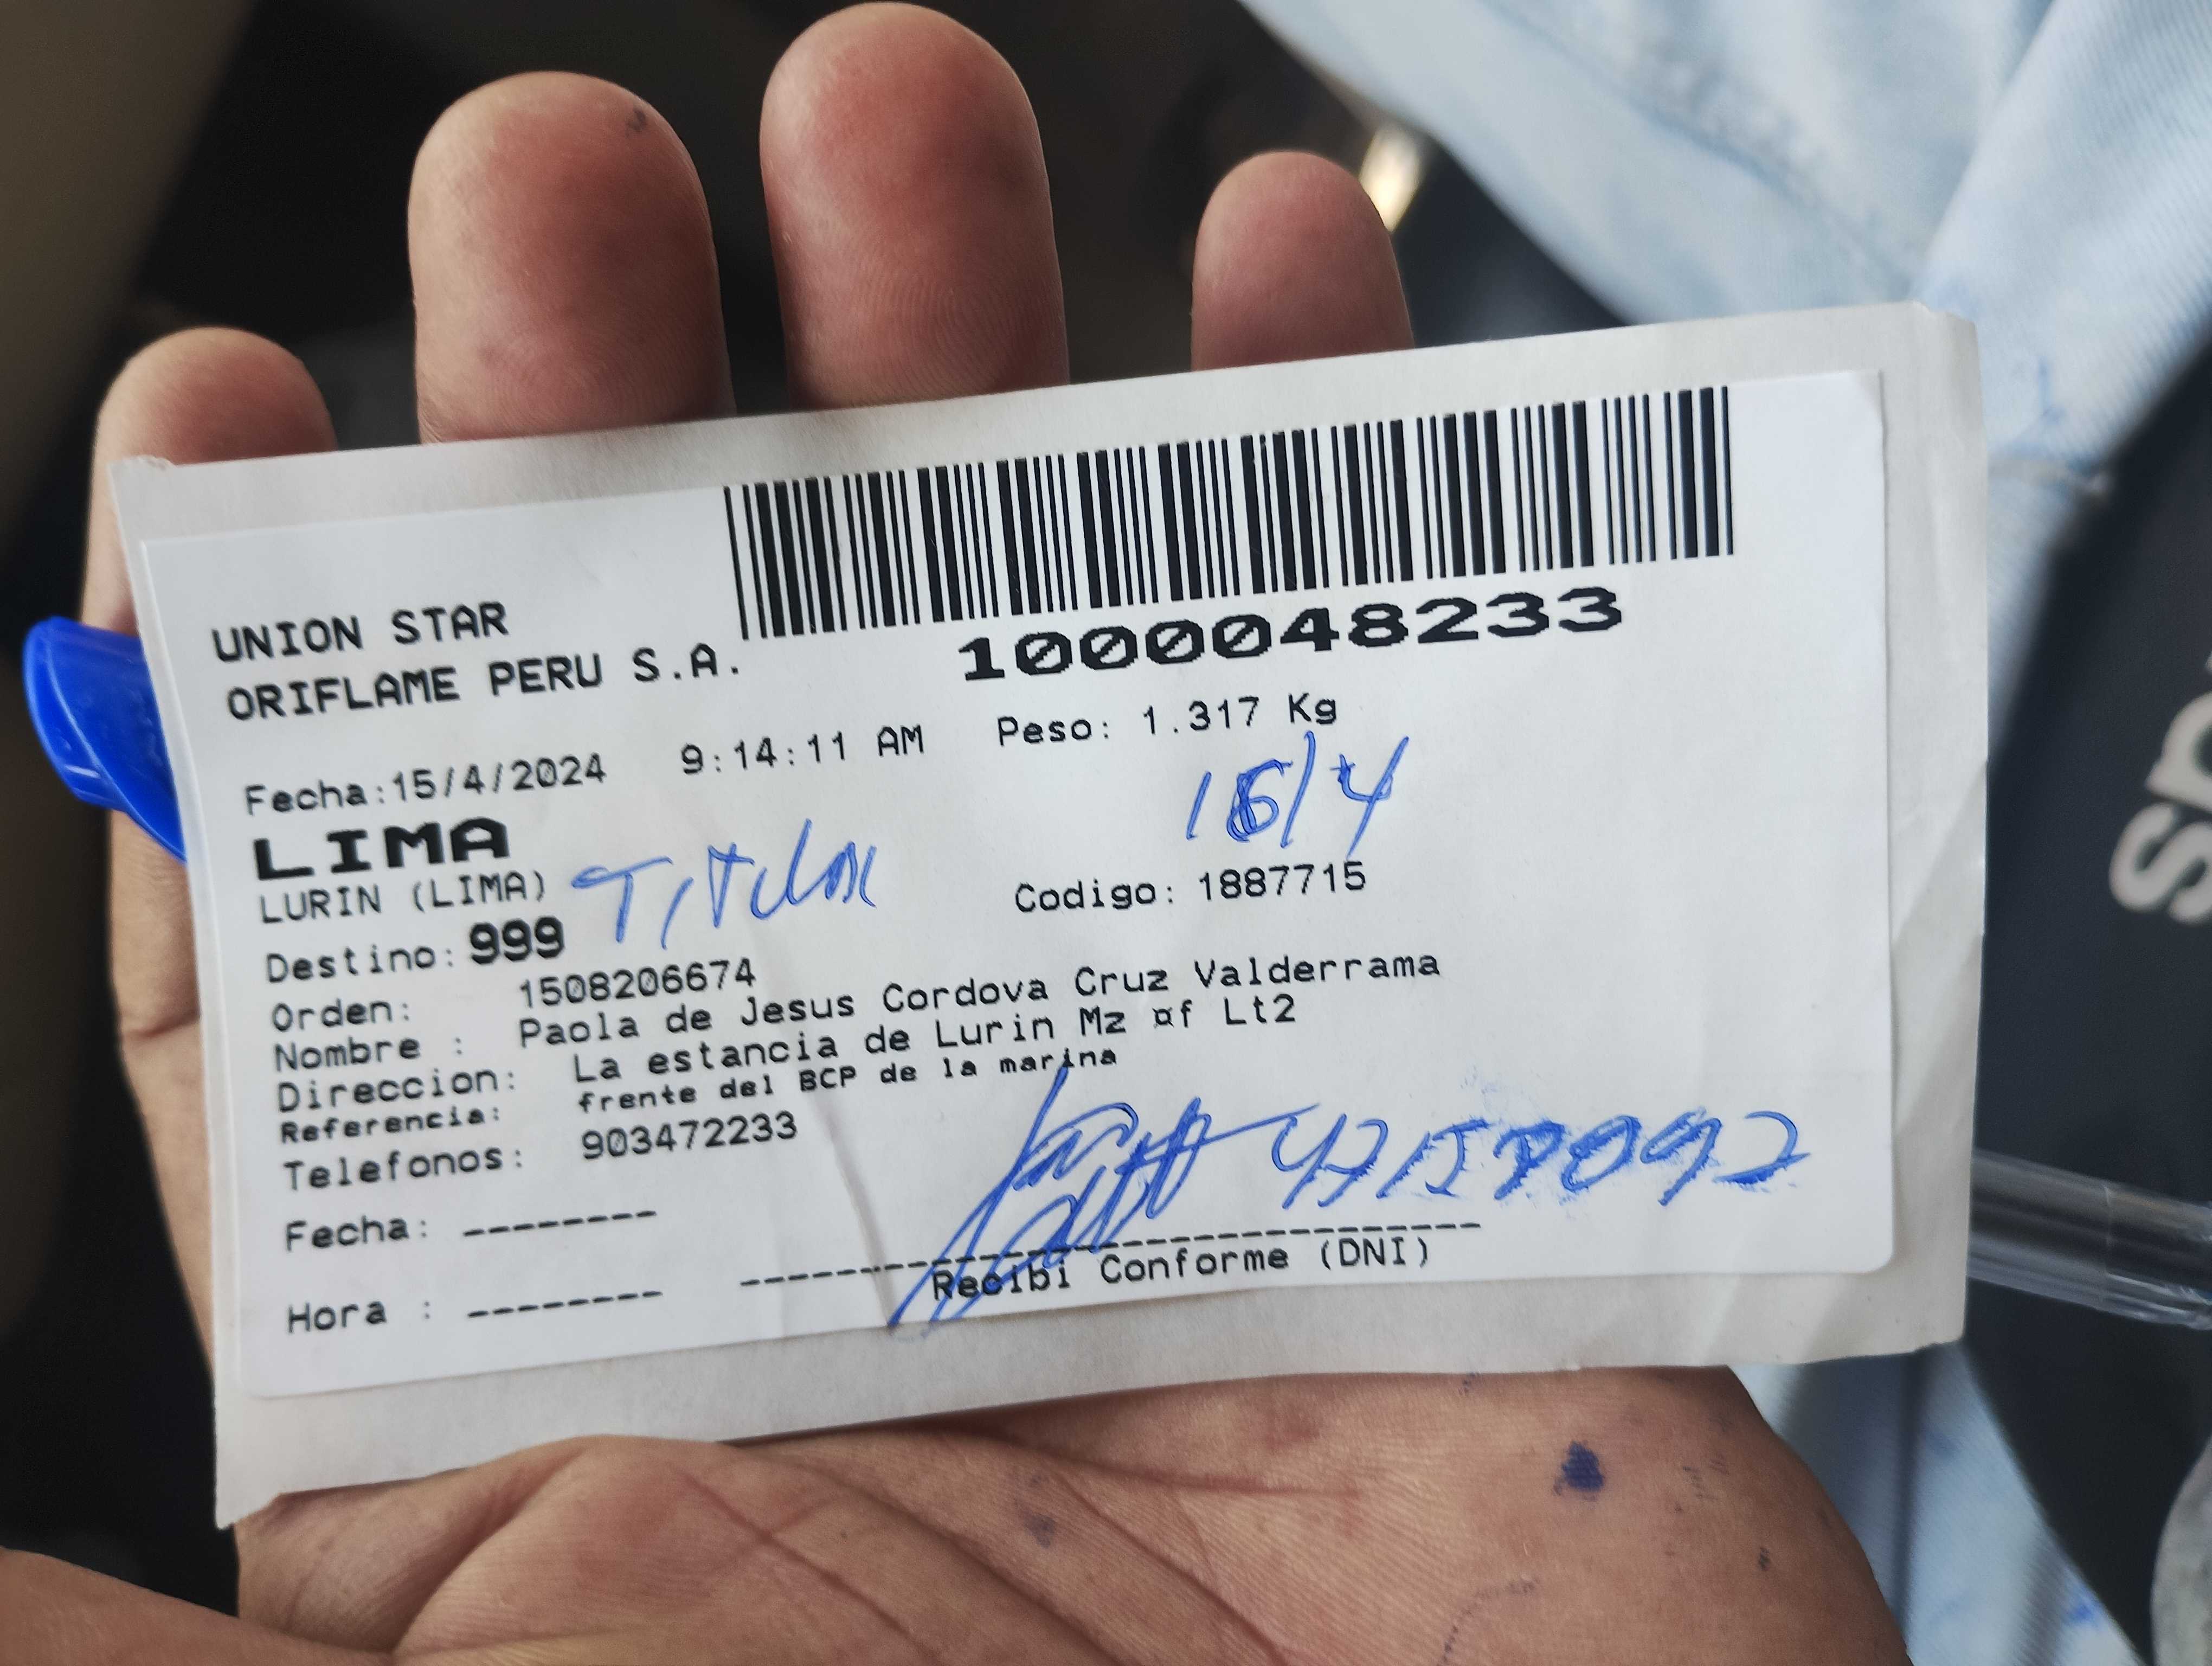 UNION STAR
ORIFLAME PERU S.A.
1000048233
Fecha:15/4/2024 9:14:11 AM Peso: 1.317 Kg
16/4
LIMA
LURIN (LIMA) Titular
Codigo: 1887715
Destino: 999
Orden: 1508206674
Nombre : Paola de Jesus Cordova Cruz Valderrama
Direccion: La estancia de Lurin Mz ¤f Lt2
Referencia: frente del BCP de la marina
Telefonos: 903472233
Fecha: --------
Recibi Conforme (DNI)
Hora : --------